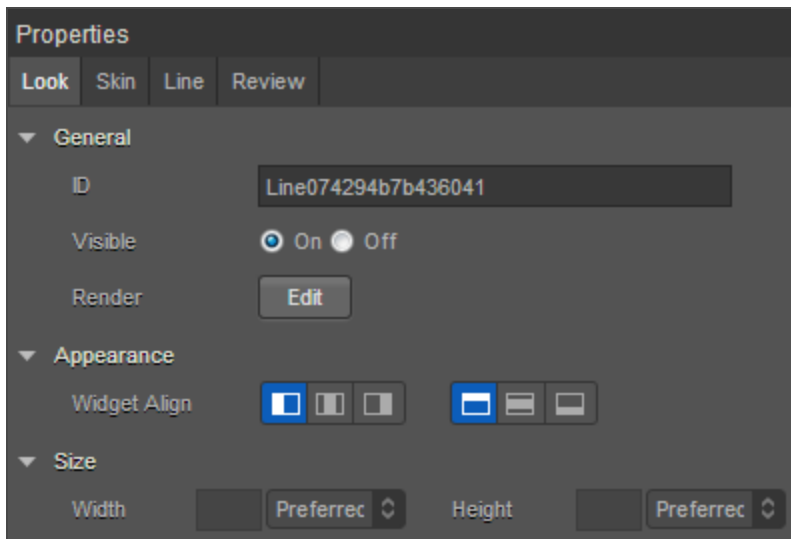 Properties
Look Skin Line Review
General
ID Line074294b7b436041
Visible On Off
Render Edit
Appearance
Widget Align
Size
Width Preferrec Height Preferrec